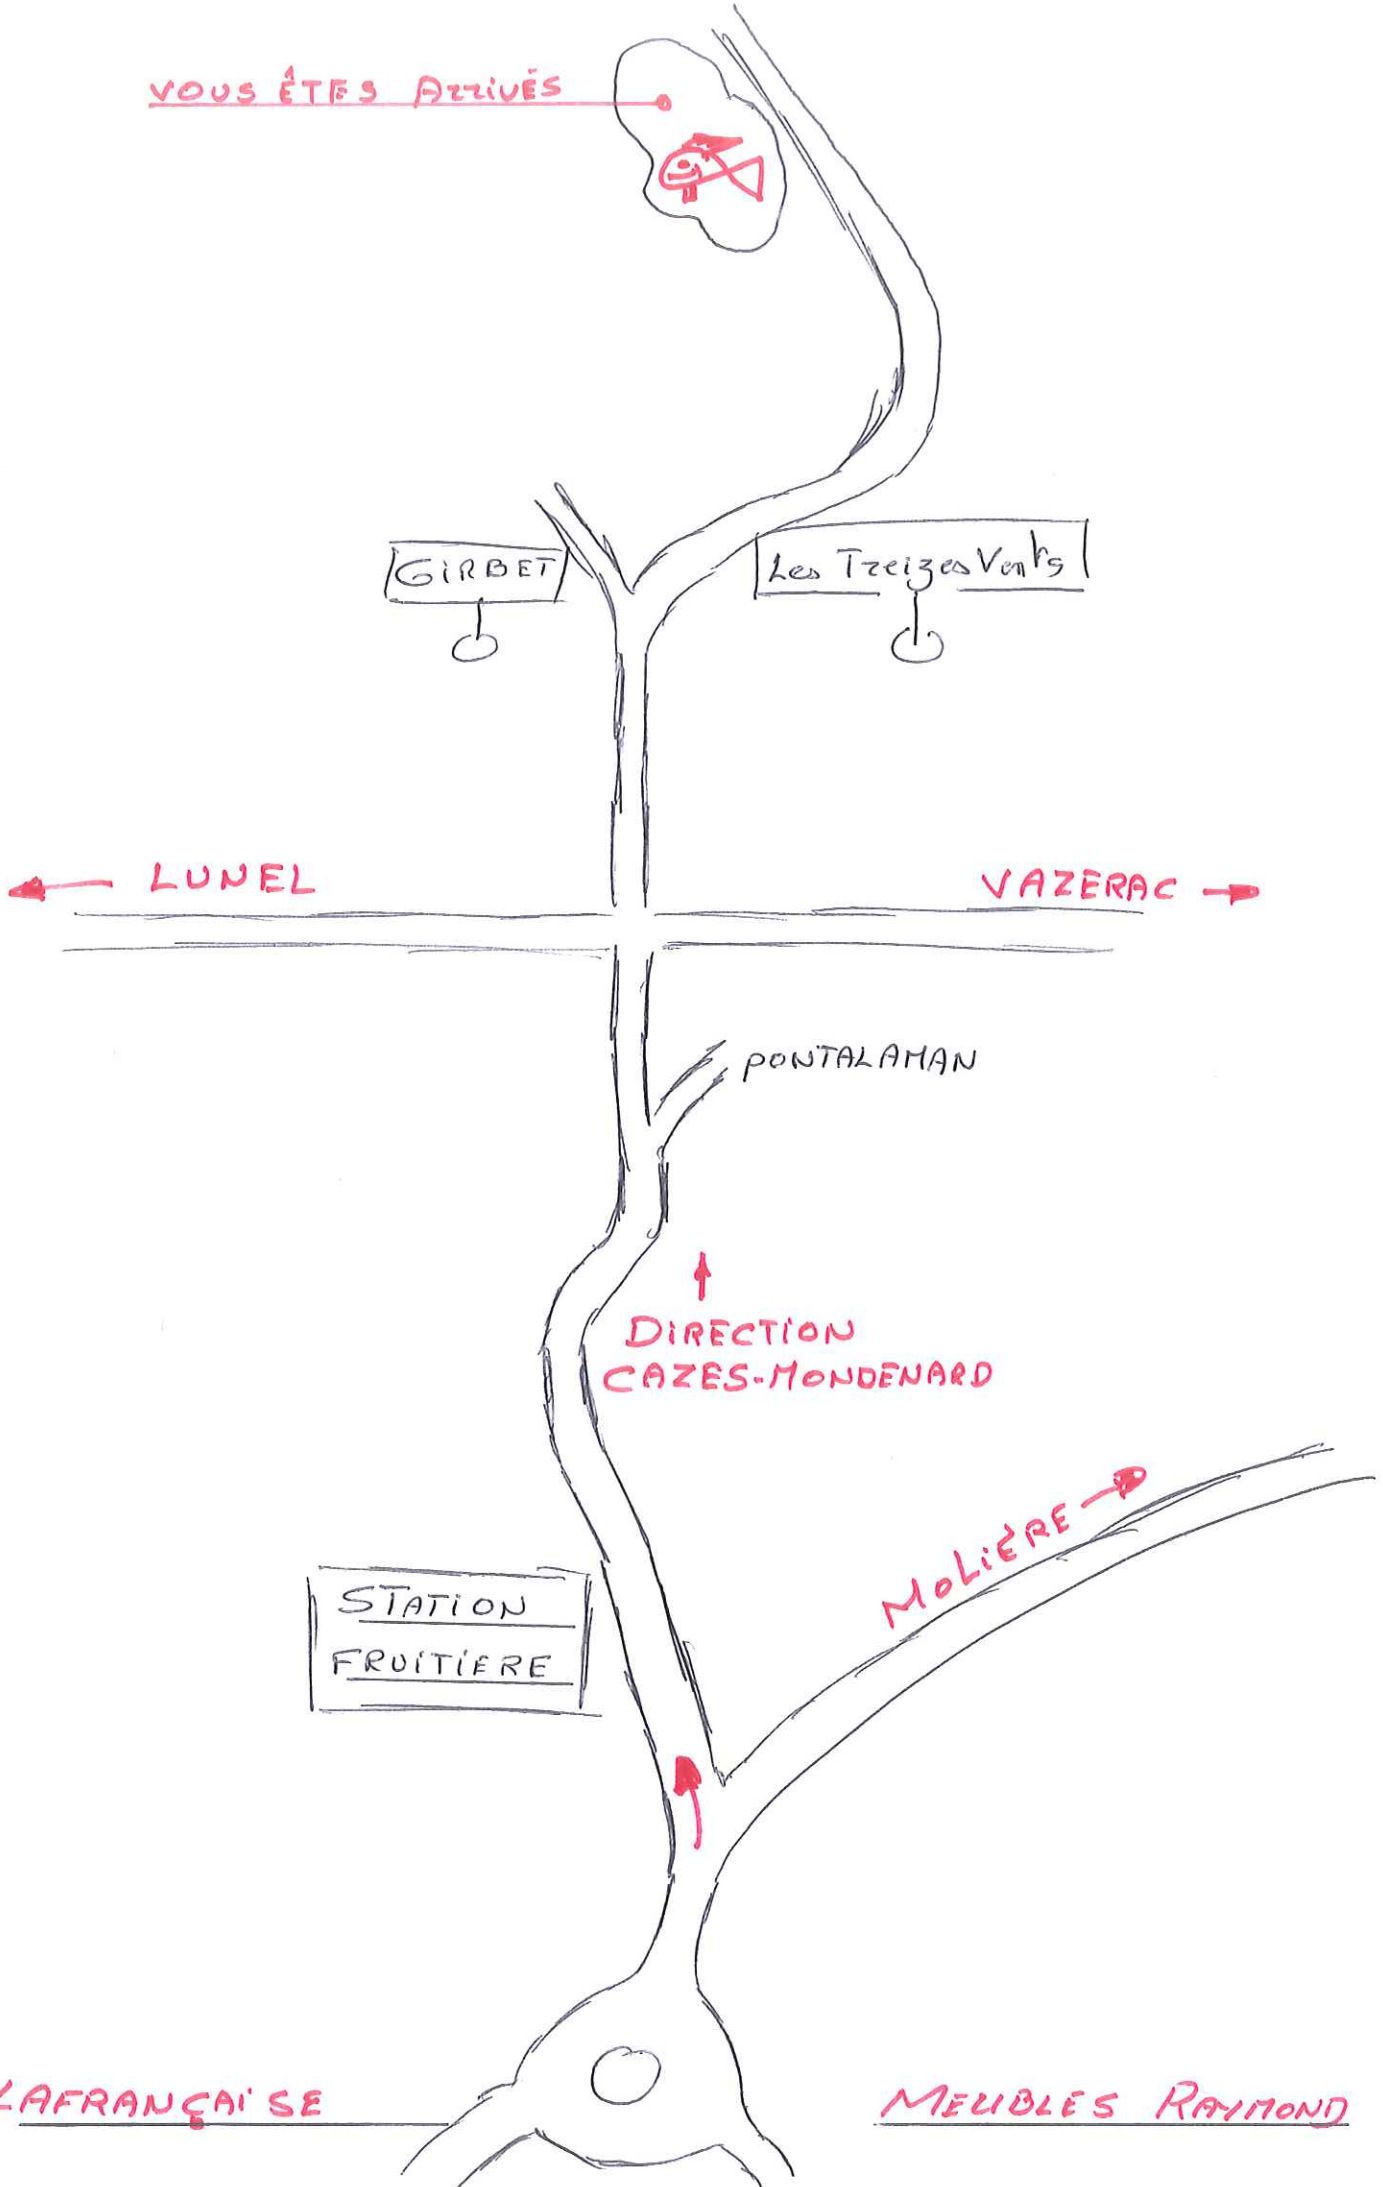 VOUS ÊTES ARRIVÉS
GIRBET
Les Treizes Vents
LUNEL
VAZERAC
PONTALAMAN
DIRECTION
CAZES-MONDENARD
MOLIÈRE
STATION
FRUITIERE
LAFRANÇAISE
MEUBLES RAYMOND